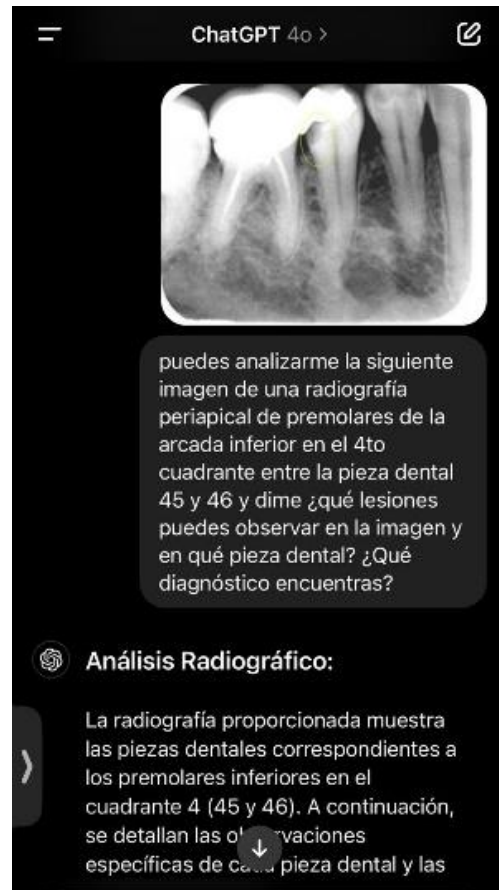 ChatGPT 4o >
puedes analizarme la siguiente
imagen de una radiografía
periapical de premolares de la
arcada inferior en el 4to
cuadrante entre la pieza dental
45 y 46 y dime ¿qué lesiones
puedes observar en la imagen y
en qué pieza dental? ¿Qué
diagnóstico encuentras?
Análisis Radiográfico:
La radiografía proporcionada muestra
las piezas dentales correspondientes a
los premolares inferiores en el
cuadrante 4 (45 y 46). A continuación,
se detallan las
específicas de pieza dental y las